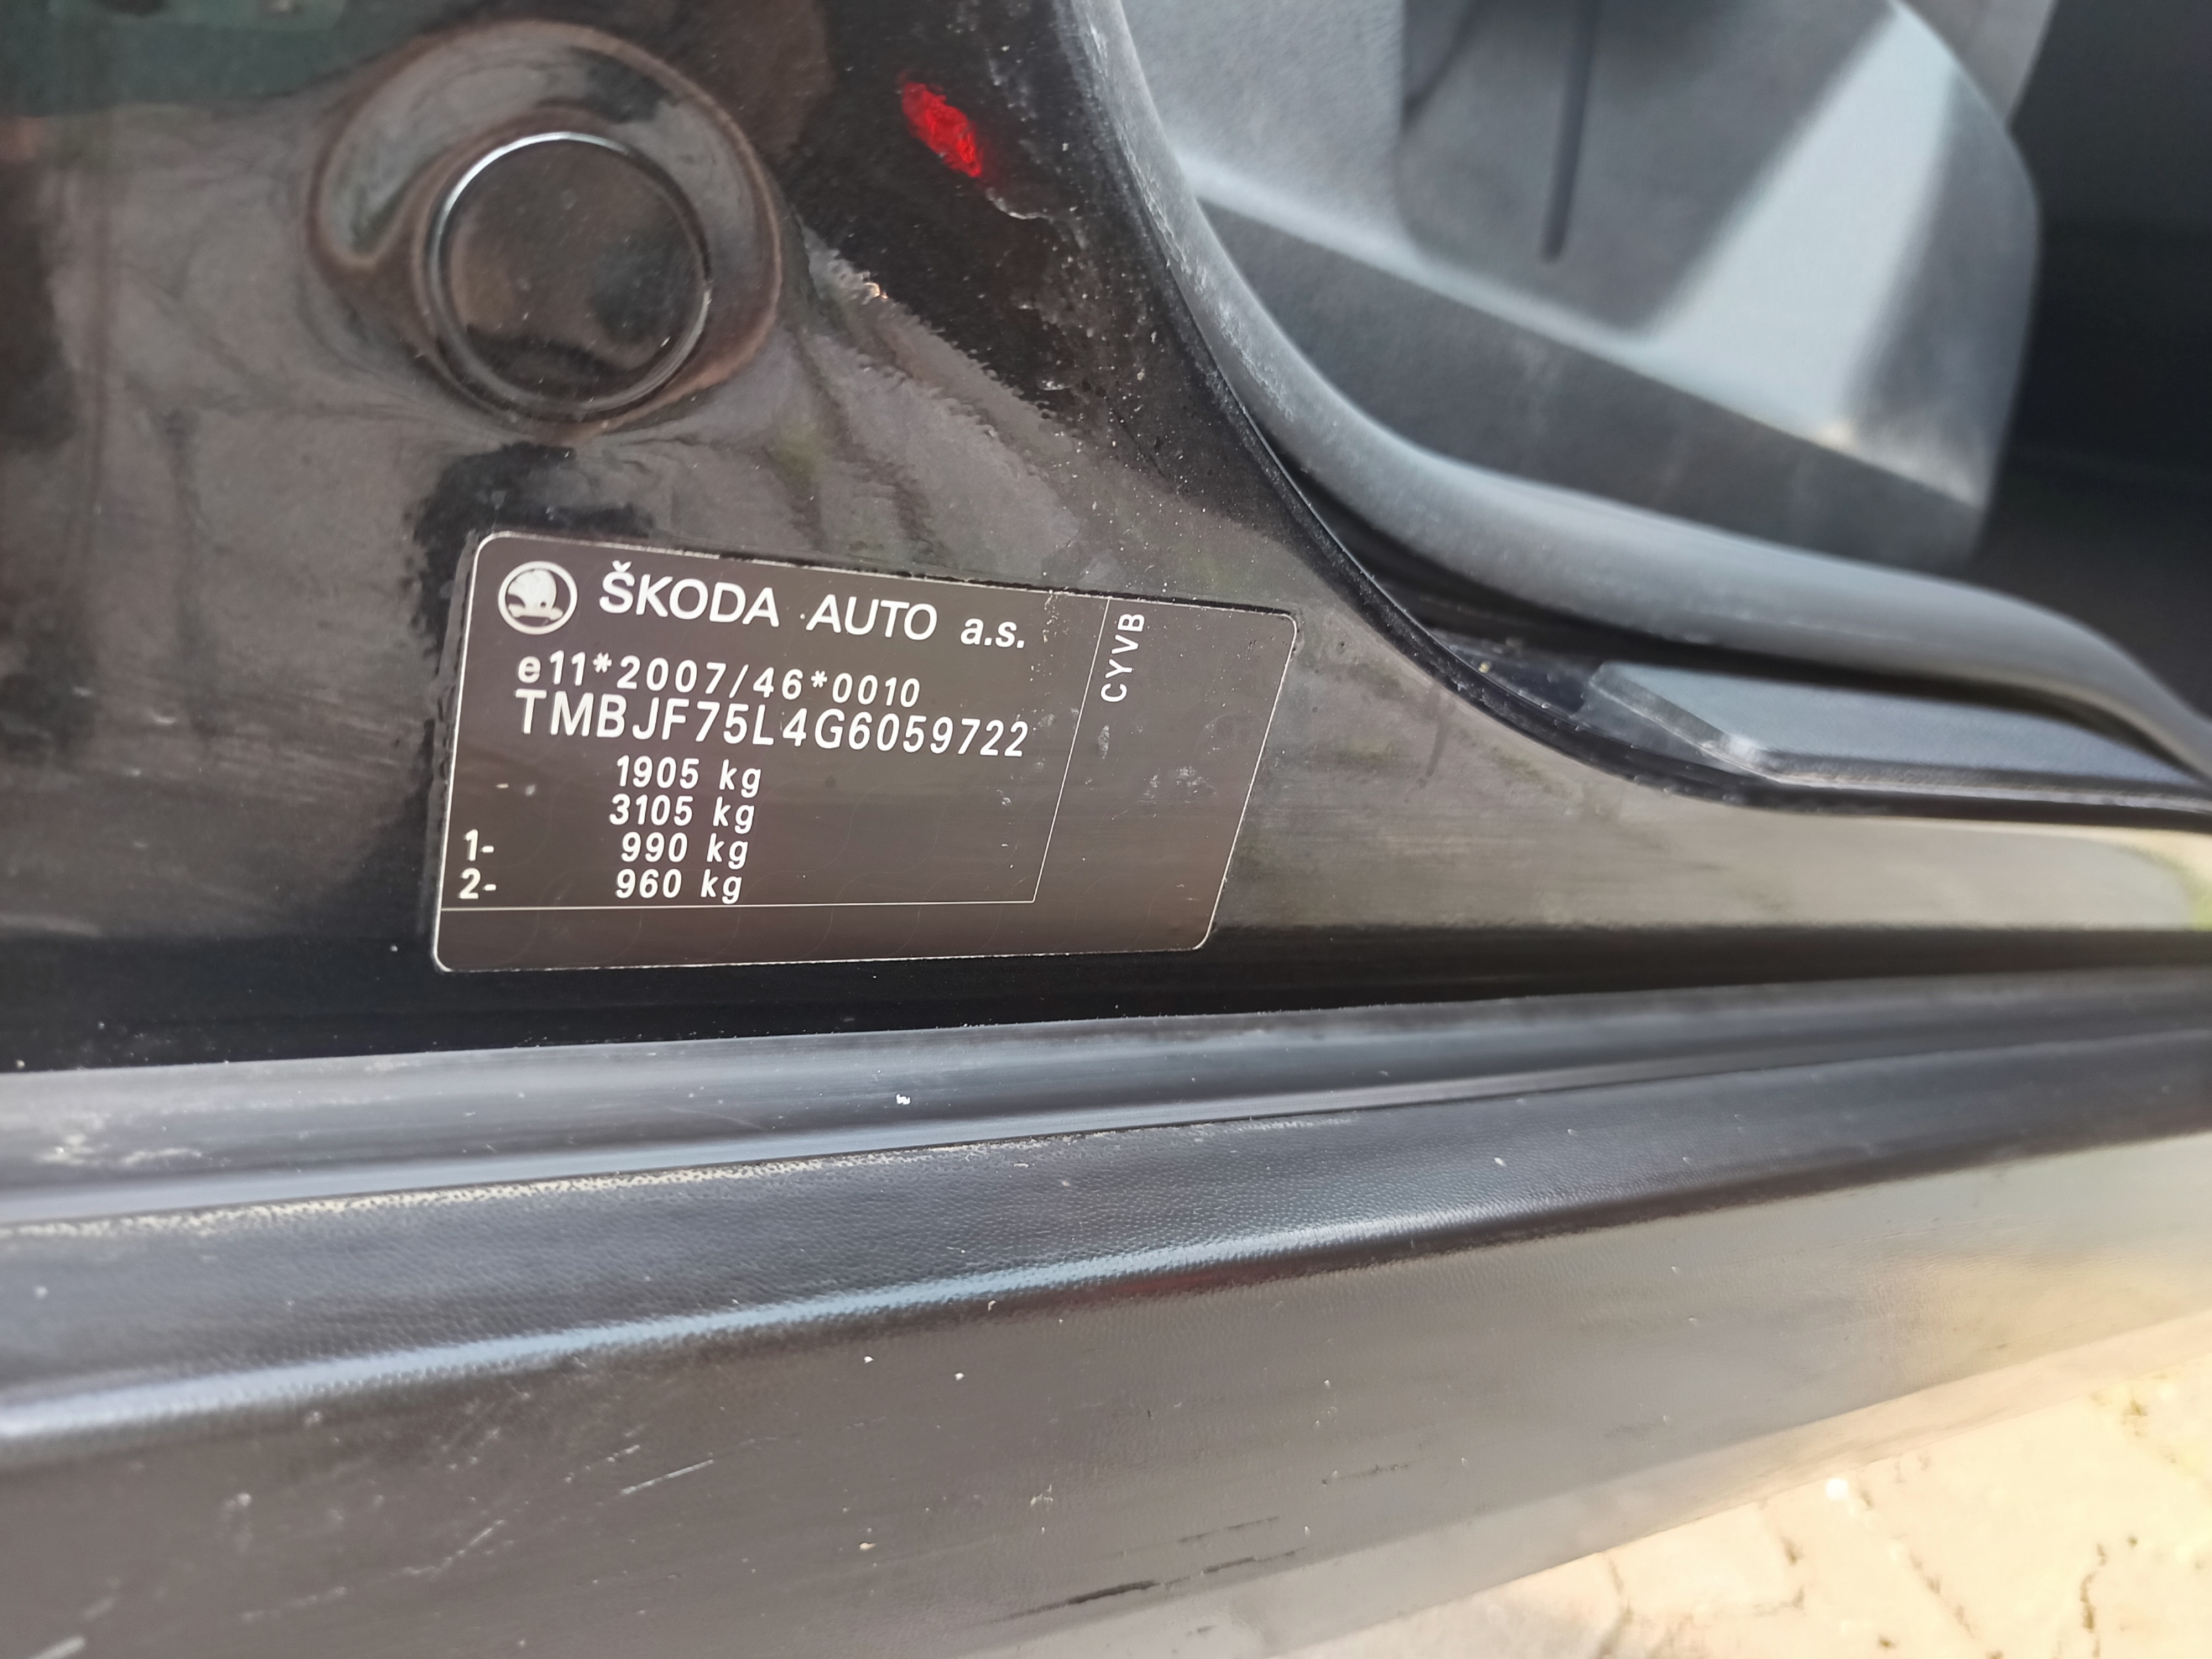 ŠKODA AUTO a.s.
e11*2007/46*0010
TMBJF75L4G6059722
1905 kg
3105 kg
1- 990 kg
2- 960 kg
CYVB